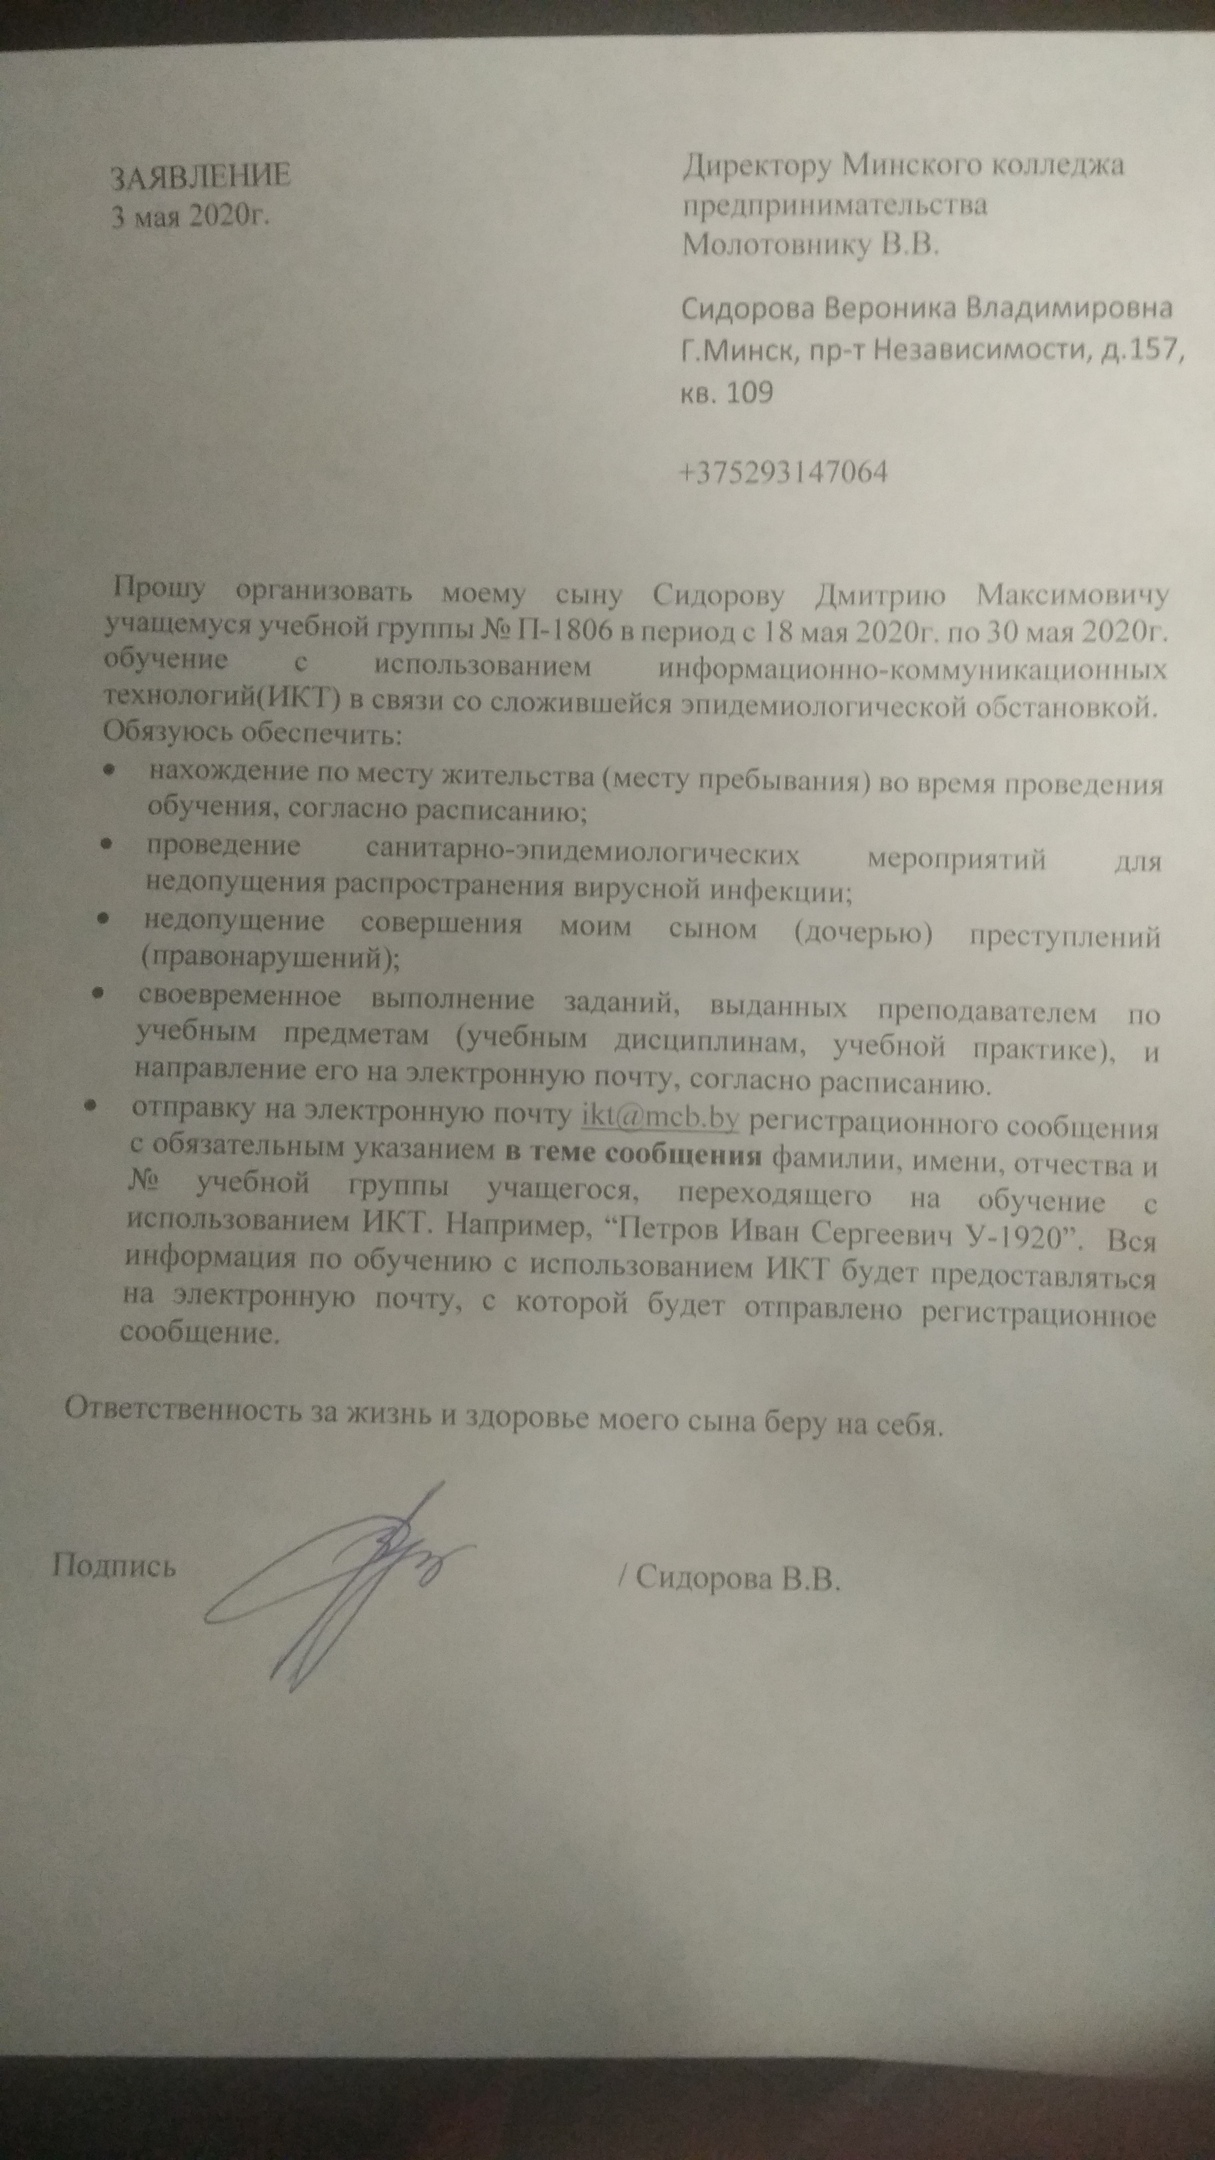 ЗАЯВЛЕНИЕ
3 мая 2020г.
Директору Минского колледжа
предпринимательства
Молотовнику В.В.
Сидорова Вероника Владимировна
Г.Минск, пр-т Независимости, д.157,
кв. 109
+375293147064
Прошу организовать моему сыну Сидорову Дмитрию Максимовичу
учащемуся учебной группы № П-1806 в период с 18 мая 2020г. по 30 мая 2020г.
обучение с использованием информационно-коммуникационных
технологий(ИКТ) в связи со сложившейся эпидемиологической обстановкой.
Обязуюсь обеспечить:
• нахождение по месту жительства (месту пребывания) во время проведения
обучения, согласно расписанию;
• проведение санитарно-эпидемиологических мероприятий для
недопущения распространения вирусной инфекции;
• недопущение совершения моим сыном (дочерью) преступлений
(правонарушений);
• своевременное выполнение заданий, выданных преподавателем по
учебным предметам (учебным дисциплинам, учебной практике), и
направление его на электронную почту, согласно расписанию.
• отправку на электронную почту ikt@mcb.by регистрационного сообщения
с обязательным указанием в теме сообщения фамилии, имени, отчества и
№ учебной группы учащегося, переходящего на обучение с
использованием ИКТ. Например, “Петров Иван Сергеевич У-1920”. Вся
информация по обучению с использованием ИКТ будет предоставляться
на электронную почту, с которой будет отправлено регистрационное
сообщение.
Ответственность за жизнь и здоровье моего сына беру на себя.
Подпись / Сидорова В.В.